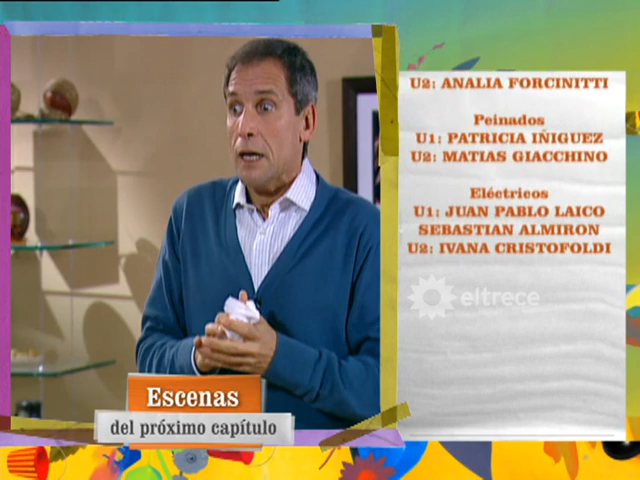 U2: ANALIA FORCINITTI
Peinados
U1: PATRICIA IÑIGUEZ
U2: MATIAS GIACCHINO
Eléctricos
U1: JUAN PABLO LAICO
SEBASTIAN ALMIRON
U2: IVANA CRISTOFOLDI
eltrece
Escenas
del próximo capítulo